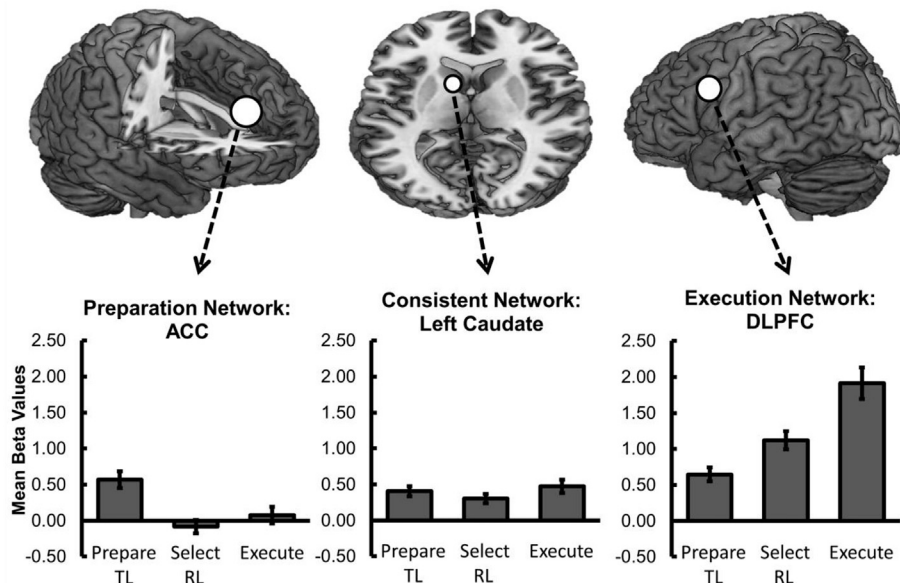 Preparation Network:
ACC
Mean Beta Values
2.50
2.00
1.50
1.00
0.50
0.00
-0.50
Prepare Select Execute
TL RL
Consistent Network:
Left Caudate
2.50
2.00
1.50
1.00
0.50
0.00
-0.50
Prepare Select Execute
TL RL
Execution Network:
DLPFC
2.50
2.00
1.50
1.00
0.50
0.00
-0.50
Prepare Select Execute
TL RL